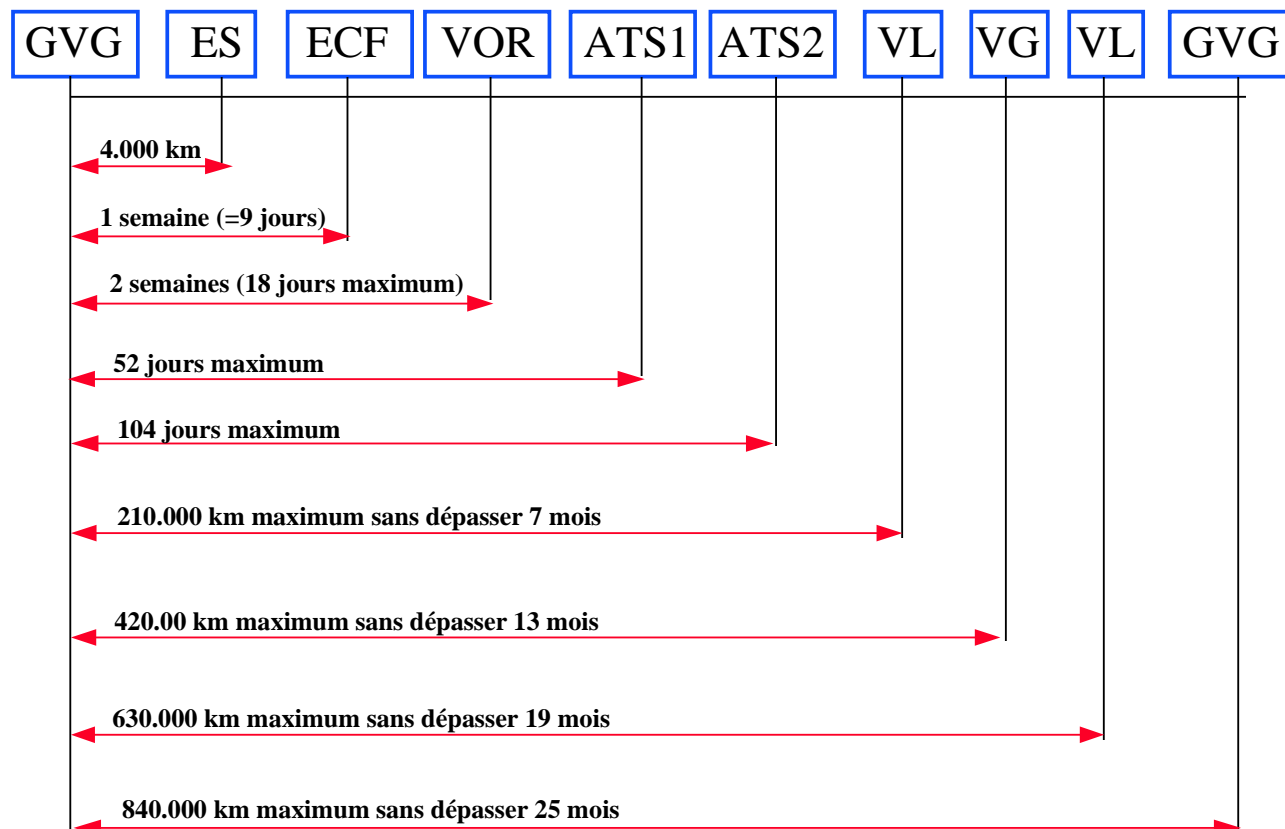 GVG ES ECF VOR ATS1 ATS2 VL VG VL GVG
4.000 km
1 semaine (=9 jours)
2 semaines (18 jours maximum)
52 jours maximum
104 jours maximum
210.000 km maximum sans dépasser 7 mois
420.00 km maximum sans dépasser 13 mois
630.000 km maximum sans dépasser 19 mois
840.000 km maximum sans dépasser 25 mois